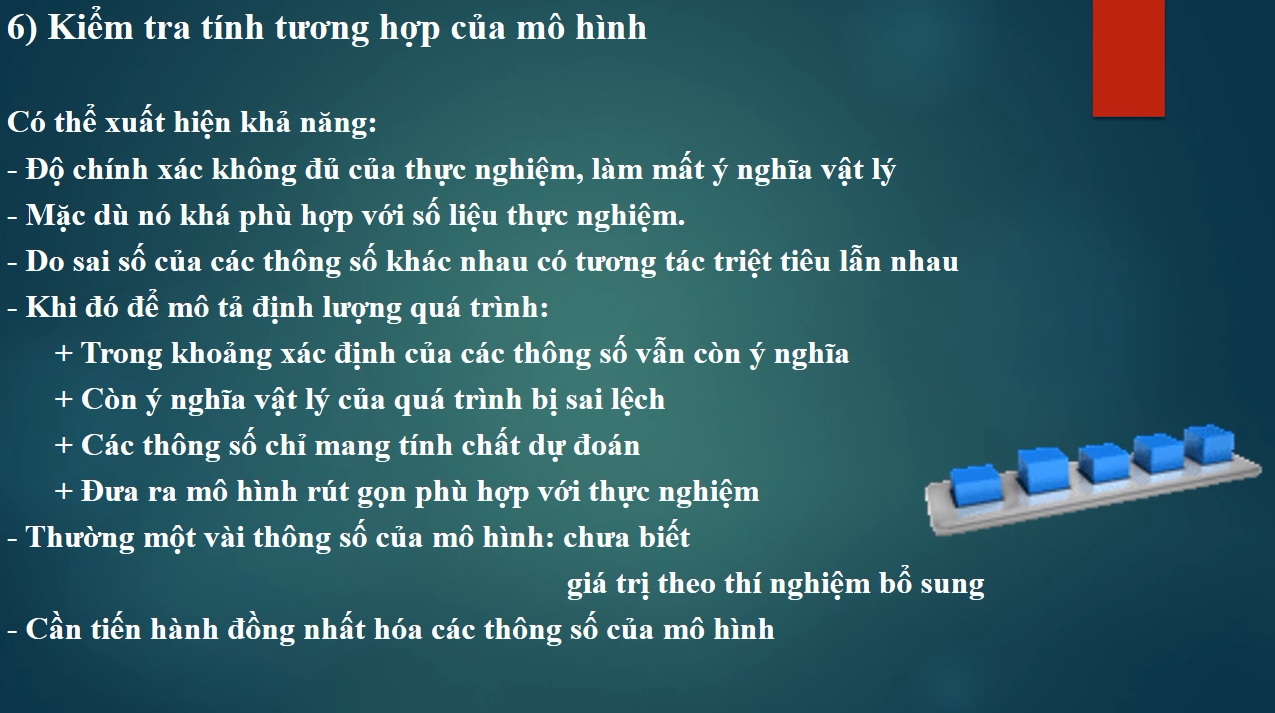 6) Kiểm tra tính tương hợp của mô hình
Có thể xuất hiện khả năng:
- Độ chính xác không đủ của thực nghiệm, làm mất ý nghĩa vật lý
- Mặc dù nó khá phù hợp với số liệu thực nghiệm.
- Do sai số của các thông số khác nhau có tương tác triệt tiêu lẫn nhau
- Khi đó để mô tả định lượng quá trình:
+ Trong khoảng xác định của các thông số vẫn còn ý nghĩa
+ Còn ý nghĩa vật lý của quá trình bị sai lệch
+ Các thông số chỉ mang tính chất dự đoán
+ Đưa ra mô hình rút gọn phù hợp với thực nghiệm
- Thường một vài thông số của mô hình: chưa biết
giá trị theo thí nghiệm bổ sung
- Cần tiến hành đồng nhất hóa các thông số của mô hình